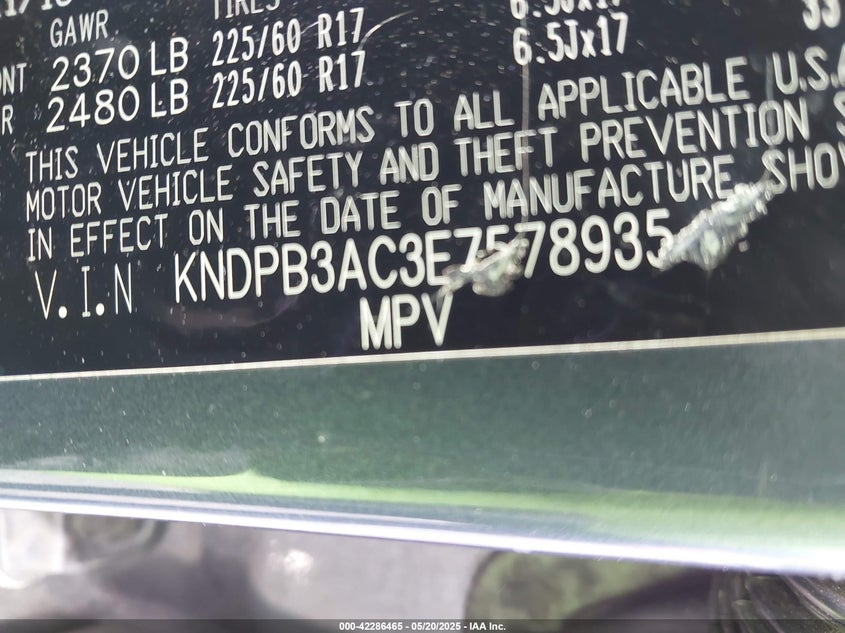 GAWR TIRES
2370 LB 225/60 R17 6.5Jx17
2480 LB 225/60 R17 6.5Jx17
THIS VEHICLE CONFORMS TO ALL APPLICABLE U.S.A
MOTOR VEHICLE SAFETY AND THEFT PREVENTION S
IN EFFECT ON THE DATE OF MANUFACTURE SHOW
V.I.N KNDPB3AC3E7578935
MPV
000-42286465 - 05/20/2025 - IAA Inc.